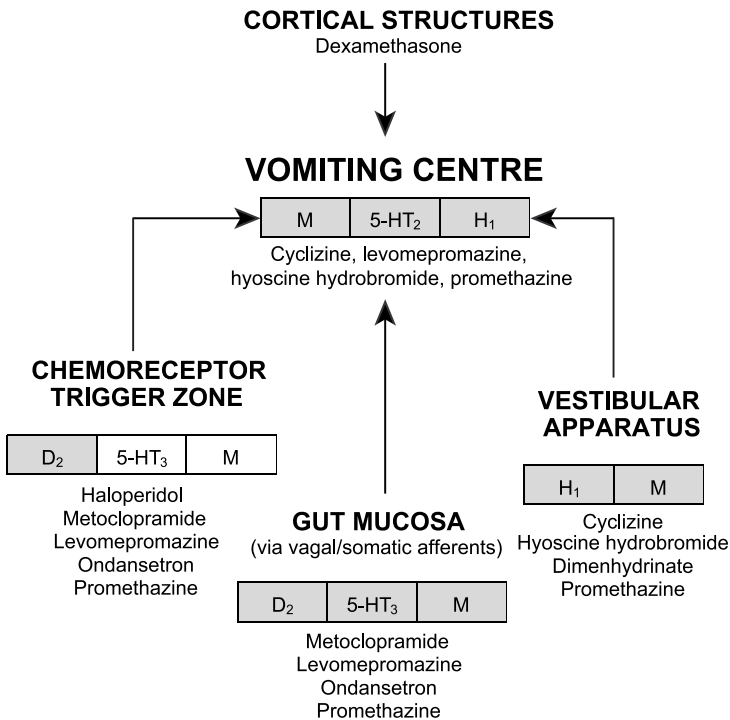 CORTICAL STRUCTURES
Dexamethasone
VOMITING CENTRE
M 5-HT₂ H₁
Cyclizine, levomepromazine,
hyoscine hydrobromide, promethazine
CHEMORECEPTOR
TRIGGER ZONE
D₂ 5-HT₃ M
Haloperidol
Metoclopramide
Levomepromazine
Ondansetron
Promethazine
GUT MUCOSA
(via vagal/somatic afferents)
D₂ 5-HT₃ M
Metoclopramide
Levomepromazine
Ondansetron
Promethazine
VESTIBULAR
APPARATUS
H₁ M
Cyclizine
Hyoscine hydrobromide
Dimenhydrinate
Promethazine